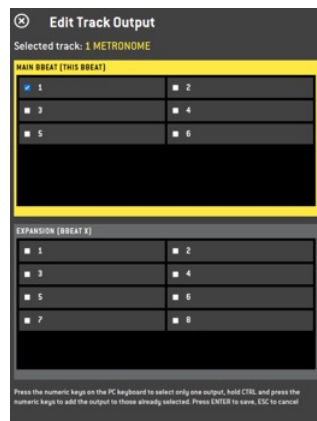 Edit Track Output
Selected track: 1 METRONOME
MAIN BBEAT [THIS BBEAT]
1 2
3 4
5 6
EXPANSION [BBEAT X]
1 2
3 4
5 6
7 8
Press the numeric keys on the PC keyboard to select only one output, hold CTRL and press the
numeric keys to add the output to those already selected. Press ENTER to save, ESC to cancel